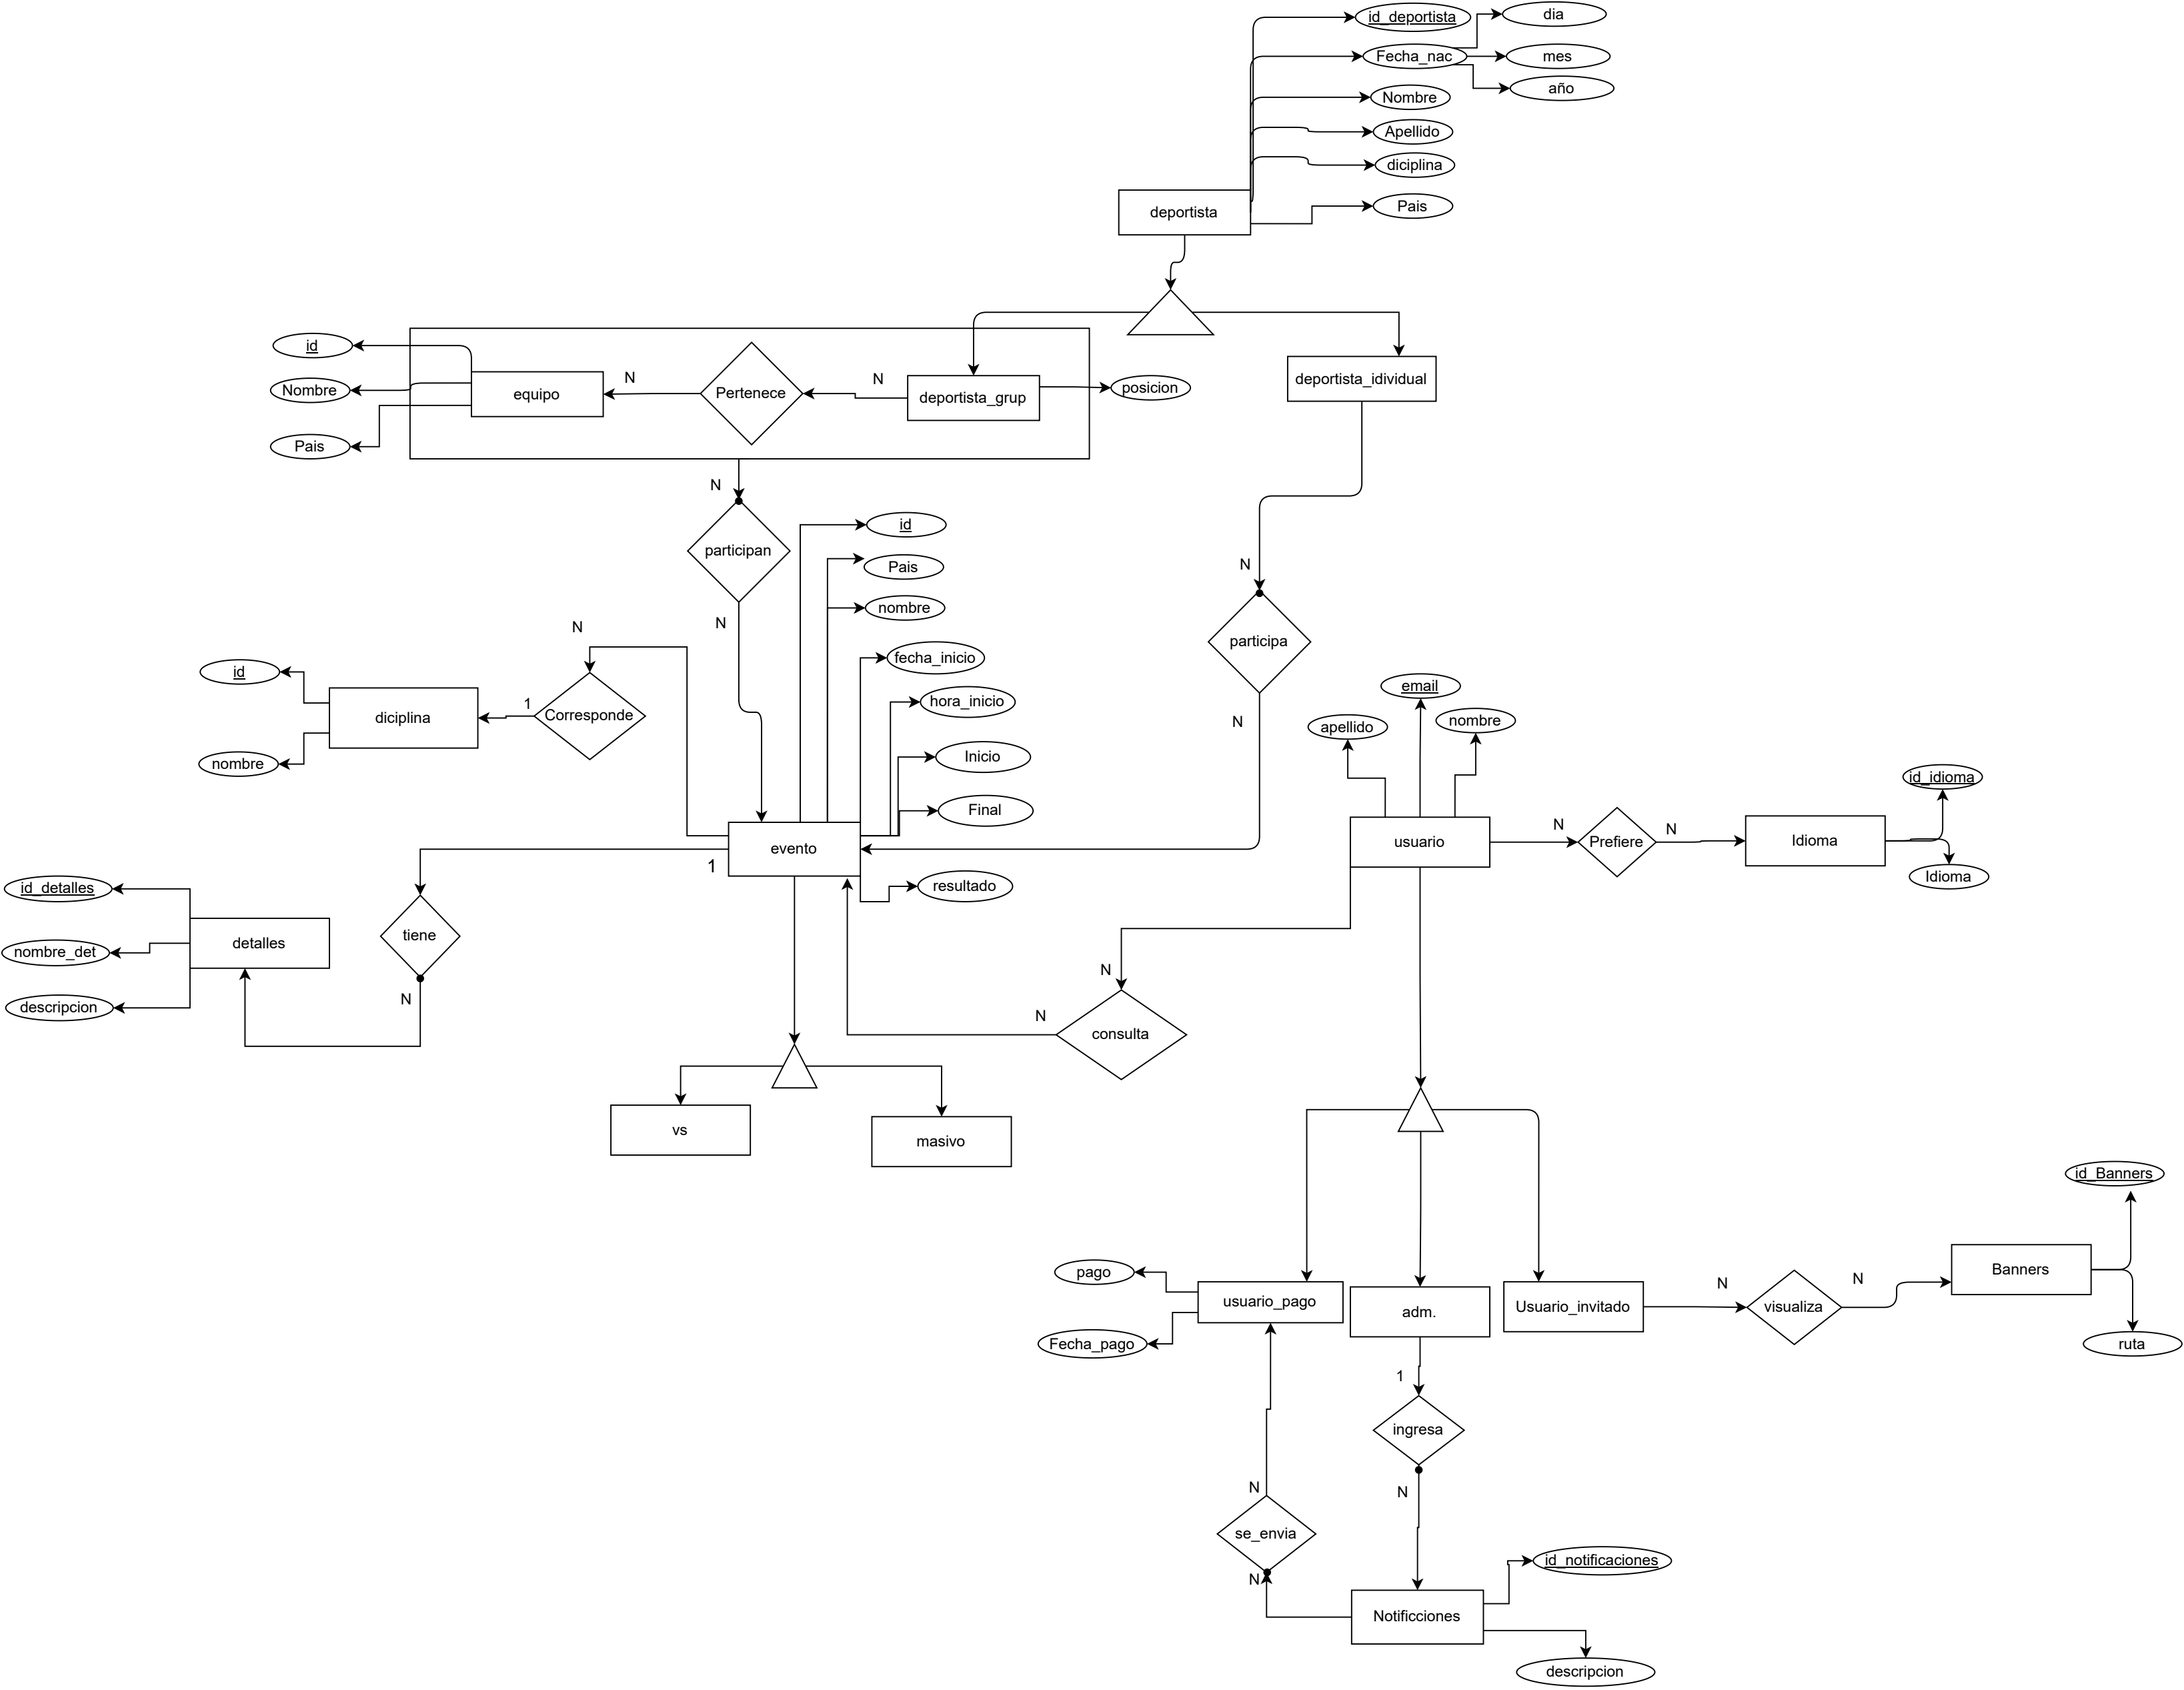 id_deportista
dia
Fecha_nac
mes
año
Nombre
Apellido
diciplina
Pais
deportista
id
Nombre
Pais
equipo
N
Pertenece
N
deportista_grup
posicion
deportista_idividual
N
participan
N
id
Pais
nombre
fecha_inicio
hora_inicio
Inicio
Final
resultado
N
participa
N
id
nombre
diciplina
1
Corresponde
N
evento
1
email
apellido
nombre
usuario
N
Prefiere
N
Idioma
id_idioma
Idioma
id_detalles
nombre_det
descripcion
detalles
tiene
N
N
consulta
N
vs
masivo
pago
Fecha_pago
usuario_pago
adm.
Usuario_invitado
N
visualiza
N
Banners
id_Banners
ruta
1
ingresa
N
N
se_envia
N
Notificciones
id_notificaciones
descripcion